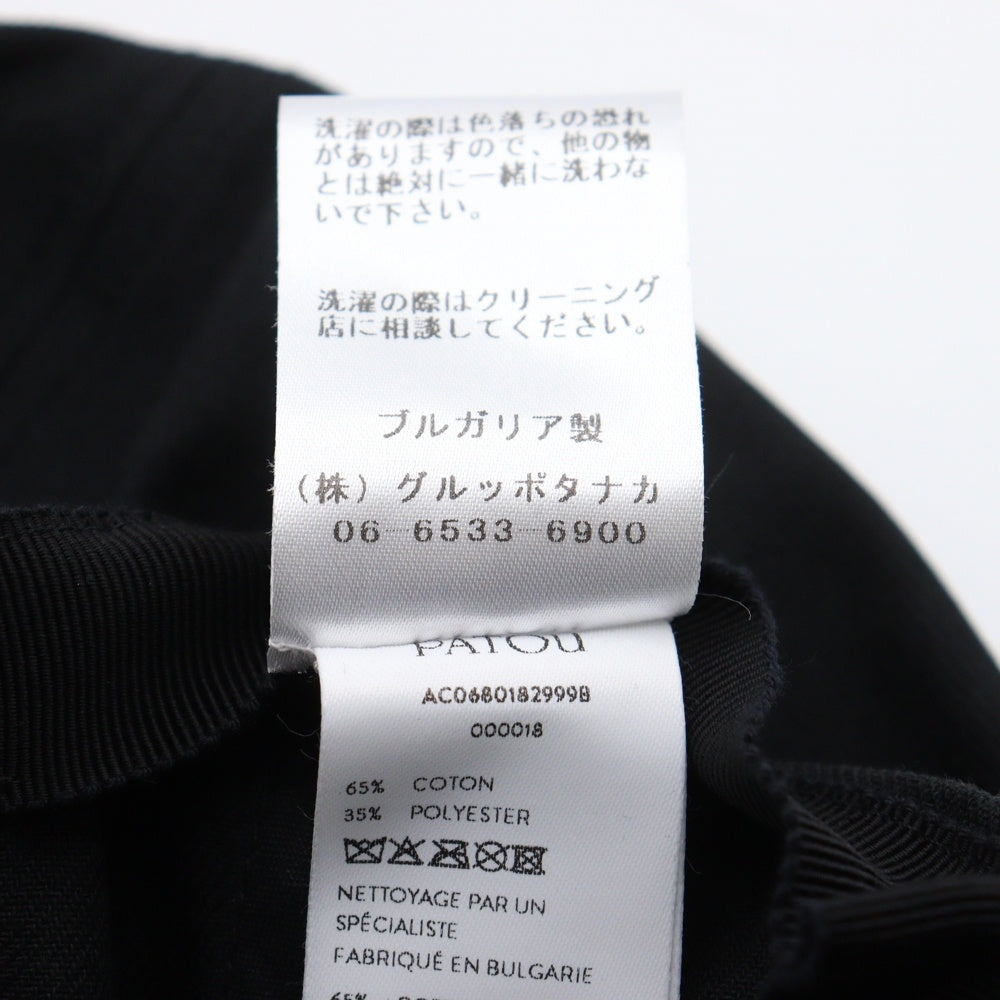 洗濯の際は色落ちの恐れ
がありますので、他の物
とは絶対に一緒に洗わな
いで下さい。
洗濯の際はクリーニング
店に相談してください。
ブルガリア製
(株)グルッポタナカ
06-6533-6900
PATOU
AC0680182999B
000018
65% COTON
35% POLYESTER
NETTOYAGE PAR UN
SPÉCIALISTE
FABRIQUÉ EN BULGARIE
65%